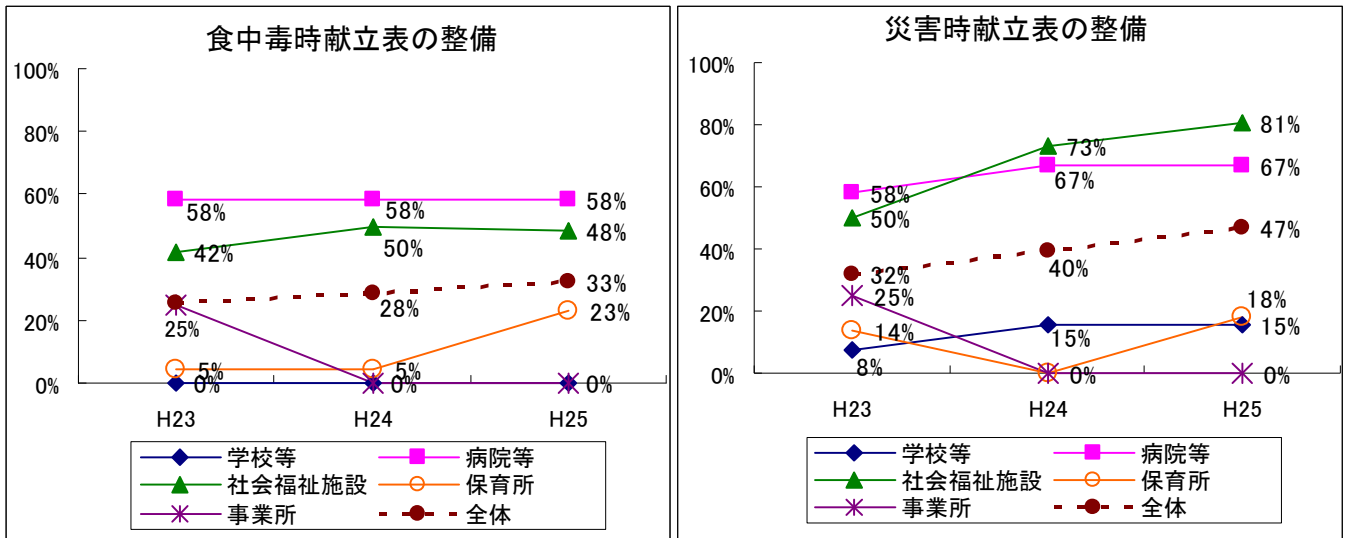 食中毒時献立表の整備
100%
80%
60%
40%
20%
0%
58%
58%
58%
42%
50%
48%
25%
28%
33%
5%
5%
23%
0%
0%
0%
H23
H24
H25
学校等
病院等
社会福祉施設
保育所
事業所
全体
災害時献立表の整備
100%
80%
60%
40%
20%
0%
58%
67%
67%
50%
73%
81%
32%
40%
47%
25%
14%
18%
8%
15%
15%
0%
0%
H23
H24
H25
学校等
病院等
社会福祉施設
保育所
事業所
全体